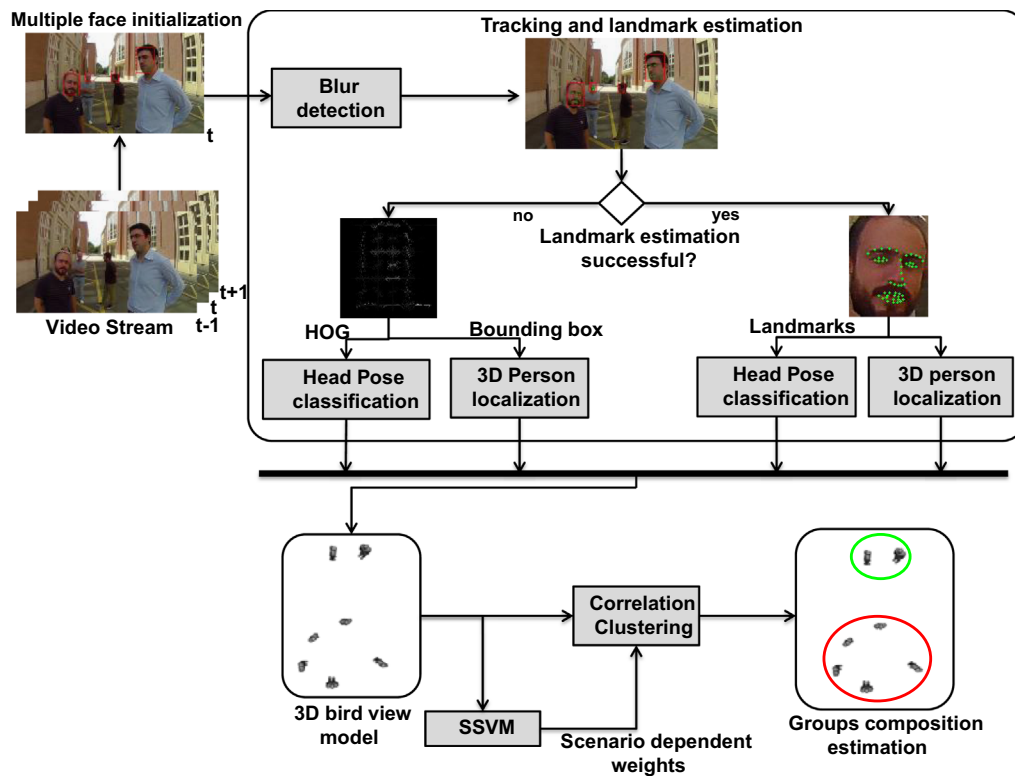 Multiple face initialization
Tracking and landmark estimation
Blur
detection
t
no
yes
Landmark estimation
successful?
t+1
t
t-1
Video Stream
HOG
Bounding box
Landmarks
Head Pose
classification
3D Person
localization
Head Pose
classification
3D person
localization
Correlation
Clustering
3D bird view
model
SSVM
Scenario dependent
weights
Groups composition
estimation